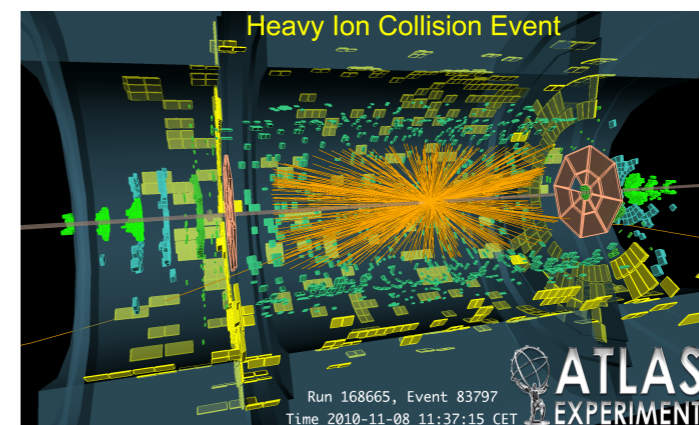 Heavy Ion Collision Event
Run 168665, Event 83797
Time 2010-11-08 11:37:15 CET
ATLAS
EXPERIMENT